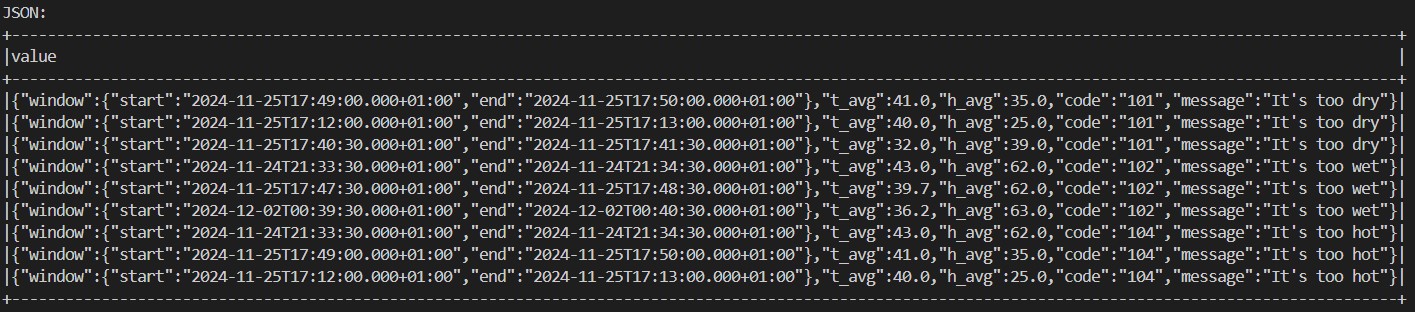 JSON:
+------------------------------------------------------------------------------------------------------------------------------------------------------+
|value                                                                                                                                                 |
+------------------------------------------------------------------------------------------------------------------------------------------------------+
|{"window":{"start":"2024-11-25T17:49:00.000+01:00","end":"2024-11-25T17:50:00.000+01:00"},"t_avg":41.0,"h_avg":35.0,"code":"101","message":"It's too dry"}|
|{"window":{"start":"2024-11-25T17:12:00.000+01:00","end":"2024-11-25T17:13:00.000+01:00"},"t_avg":40.0,"h_avg":25.0,"code":"101","message":"It's too dry"}|
|{"window":{"start":"2024-11-25T17:40:30.000+01:00","end":"2024-11-25T17:41:30.000+01:00"},"t_avg":32.0,"h_avg":39.0,"code":"101","message":"It's too dry"}|
|{"window":{"start":"2024-11-24T21:33:30.000+01:00","end":"2024-11-24T21:34:30.000+01:00"},"t_avg":43.0,"h_avg":62.0,"code":"102","message":"It's too wet"}|
|{"window":{"start":"2024-11-25T17:47:30.000+01:00","end":"2024-11-25T17:48:30.000+01:00"},"t_avg":39.7,"h_avg":62.0,"code":"102","message":"It's too wet"}|
|{"window":{"start":"2024-12-02T00:39:30.000+01:00","end":"2024-12-02T00:40:30.000+01:00"},"t_avg":36.2,"h_avg":63.0,"code":"102","message":"It's too wet"}|
|{"window":{"start":"2024-11-24T21:33:30.000+01:00","end":"2024-11-24T21:34:30.000+01:00"},"t_avg":43.0,"h_avg":62.0,"code":"104","message":"It's too hot"}|
|{"window":{"start":"2024-11-25T17:49:00.000+01:00","end":"2024-11-25T17:50:00.000+01:00"},"t_avg":41.0,"h_avg":35.0,"code":"104","message":"It's too hot"}|
|{"window":{"start":"2024-11-25T17:12:00.000+01:00","end":"2024-11-25T17:13:00.000+01:00"},"t_avg":40.0,"h_avg":25.0,"code":"104","message":"It's too hot"}|
+------------------------------------------------------------------------------------------------------------------------------------------------------+